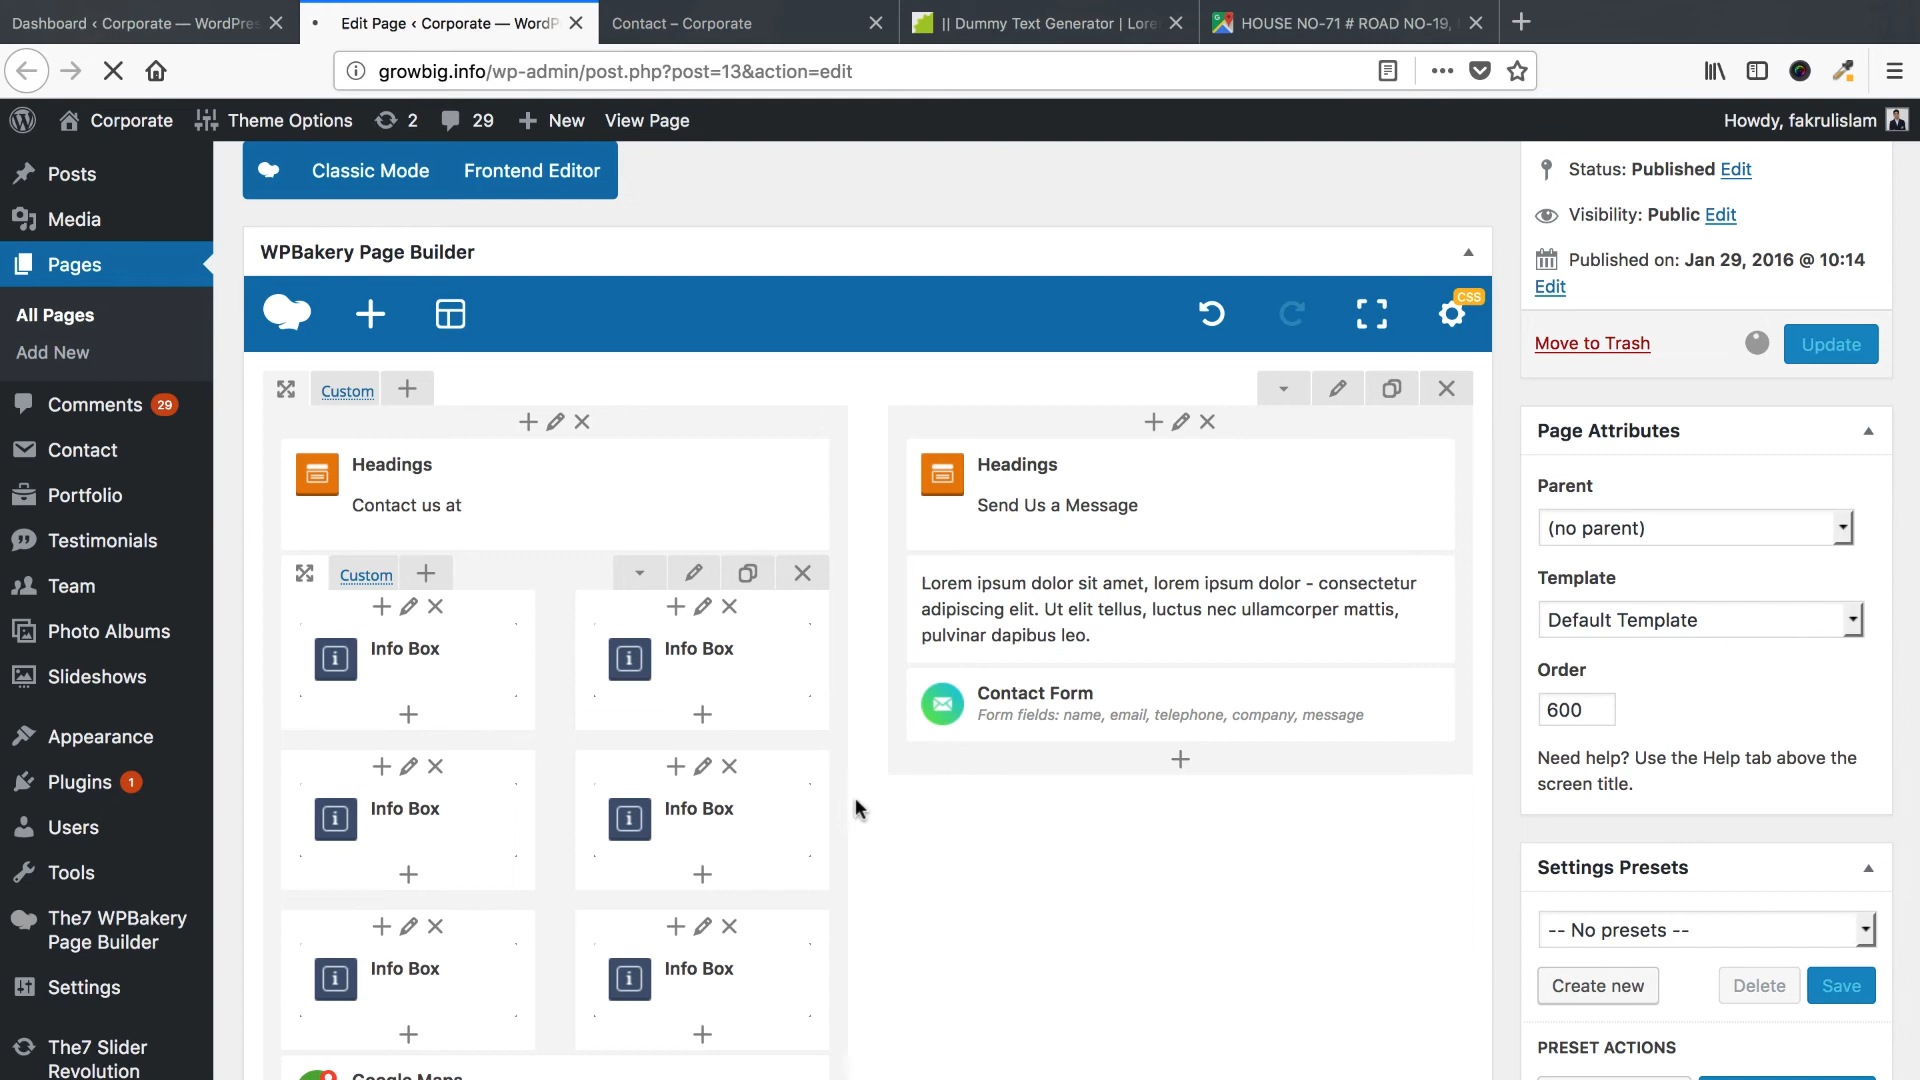 Dashboard ‹ Corporate — WordPres
Edit Page ‹ Corporate — WordP
Contact – Corporate
|| Dummy Text Generator | Lore
HOUSE NO-71 # ROAD NO-19,
growbig.info/wp-admin/post.php?post=13&action=edit
Corporate
Theme Options
2
29
New
View Page
Howdy, fakrulislam
Posts
Media
Pages
All Pages
Add New
Comments 29
Contact
Portfolio
Testimonials
Team
Photo Albums
Slideshows
Appearance
Plugins 1
Users
Tools
The7 WPBakery
Page Builder
Settings
The7 Slider
Revolution
Classic Mode
Frontend Editor
WPBakery Page Builder
CSS
Custom
Headings
Contact us at
Custom
Info Box
Info Box
Info Box
Info Box
Info Box
Info Box
Google Maps
Headings
Send Us a Message
Lorem ipsum dolor sit amet, lorem ipsum dolor - consectetur
adipiscing elit. Ut elit tellus, luctus nec ullamcorper mattis,
pulvinar dapibus leo.
Contact Form
Form fields: name, email, telephone, company, message
Status: Published Edit
Visibility: Public Edit
Published on: Jan 29, 2016 @ 10:14
Edit
Move to Trash
Update
Page Attributes
Parent
(no parent)
Template
Default Template
Order
600
Need help? Use the Help tab above the
screen title.
Settings Presets
-- No presets --
Create new
Delete
Save
PRESET ACTIONS